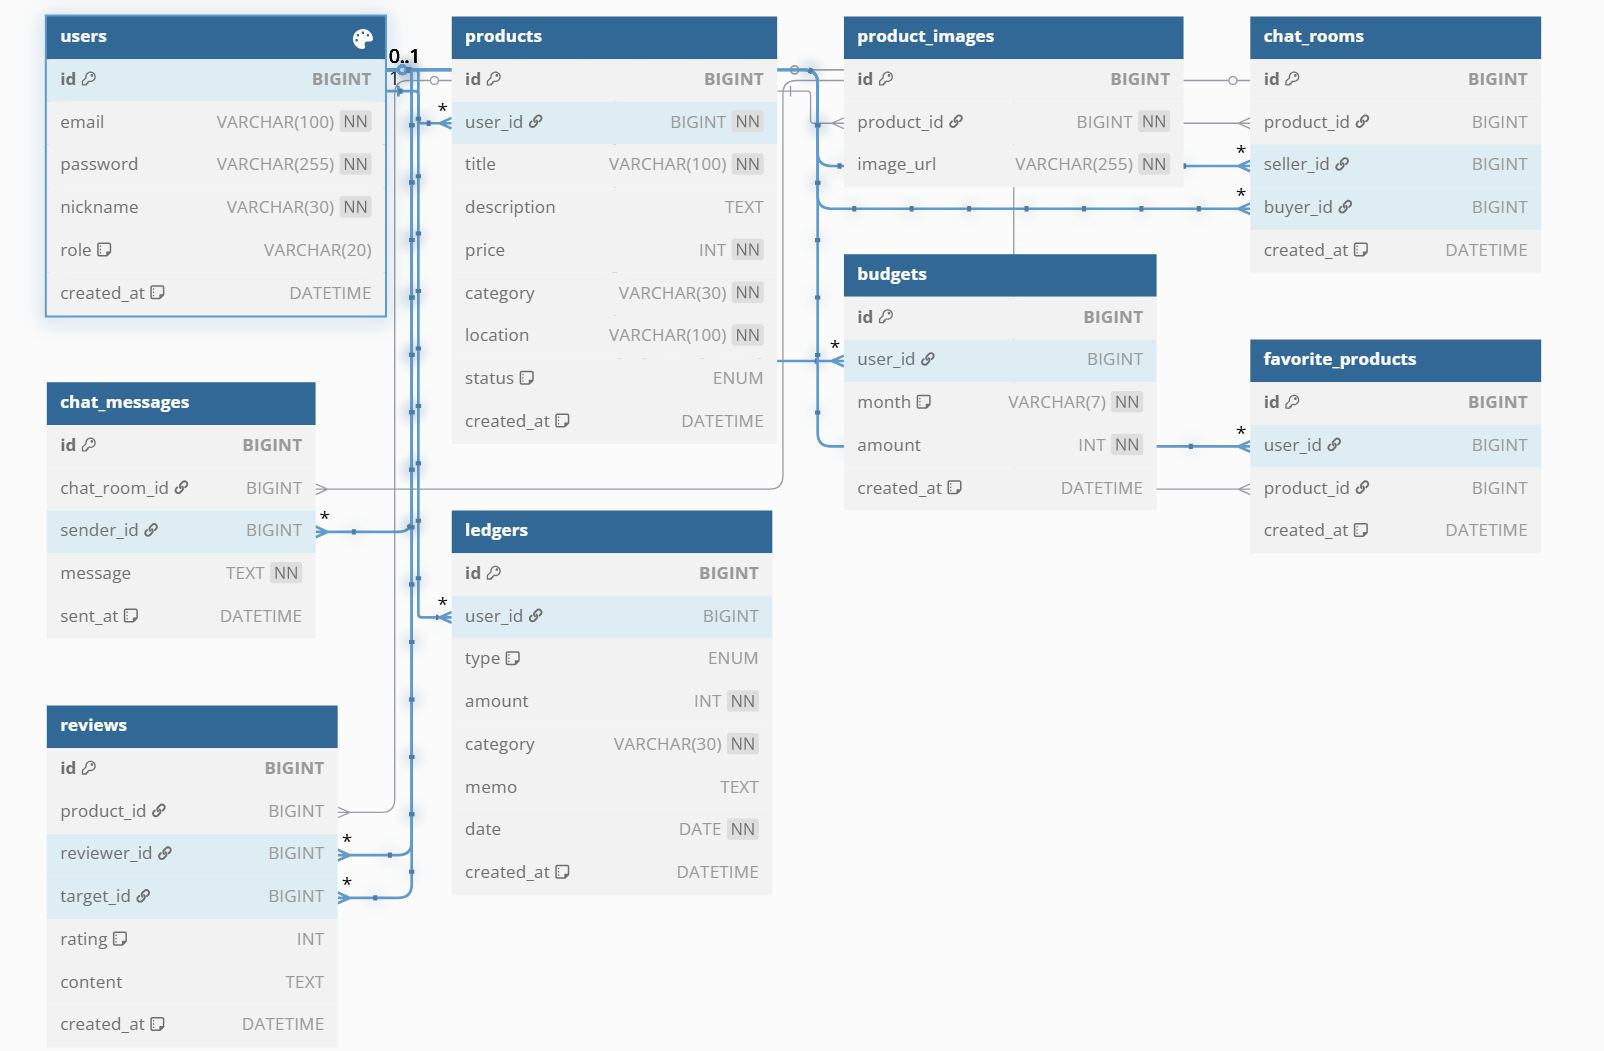 users
id BIGINT
email VARCHAR(100) NN
password VARCHAR(255) NN
nickname VARCHAR(30) NN
role VARCHAR(20)
created_at DATETIME
0..1
1
*
products
id BIGINT
user_id BIGINT NN
title VARCHAR(100) NN
description TEXT
price INT NN
category VARCHAR(30) NN
location VARCHAR(100) NN
status ENUM
created_at DATETIME
product_images
id BIGINT
product_id BIGINT NN
image_url VARCHAR(255) NN
*
*
chat_rooms
id BIGINT
product_id BIGINT
seller_id BIGINT
buyer_id BIGINT
created_at DATETIME
*
budgets
id BIGINT
user_id BIGINT
month VARCHAR(7) NN
amount INT NN
created_at DATETIME
*
favorite_products
id BIGINT
user_id BIGINT
product_id BIGINT
created_at DATETIME
chat_messages
id BIGINT
chat_room_id BIGINT
sender_id BIGINT
message TEXT NN
sent_at DATETIME
*
*
ledgers
id BIGINT
user_id BIGINT
type ENUM
amount INT NN
category VARCHAR(30) NN
memo TEXT
date DATE NN
created_at DATETIME
reviews
id BIGINT
product_id BIGINT
reviewer_id BIGINT
target_id BIGINT
rating INT
content TEXT
created_at DATETIME
*
*